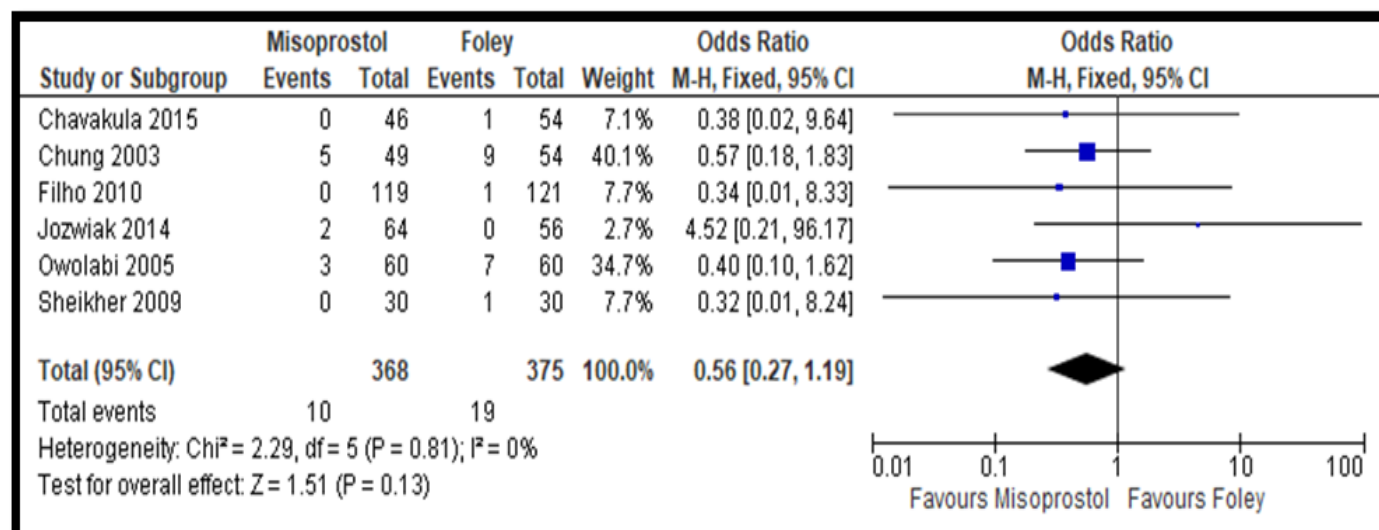 Misoprostol Foley Odds Ratio Odds Ratio
Study or Subgroup Events Total Events Total Weight M-H, Fixed, 95% CI M-H, Fixed, 95% CI
Chavakula 2015 0 46 1 54 7.1% 0.38 [0.02, 9.64]
Chung 2003 5 49 9 54 40.1% 0.57 [0.18, 1.83]
Filho 2010 0 119 1 121 7.7% 0.34 [0.01, 8.33]
Jozwiak 2014 2 64 0 56 2.7% 4.52 [0.21, 96.17]
Owolabi 2005 3 60 7 60 34.7% 0.40 [0.10, 1.62]
Sheikher 2009 0 30 1 30 7.7% 0.32 [0.01, 8.24]
Total (95% CI) 368 375 100.0% 0.56 [0.27, 1.19]
Total events 10 19
Heterogeneity: Chi² = 2.29, df = 5 (P = 0.81); I² = 0%
Test for overall effect: Z = 1.51 (P = 0.13)
0.01 0.1 1 10 100
Favours Misoprostol Favours Foley